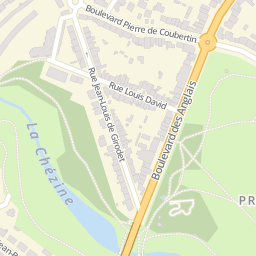 Boulevard Pierre de Coubertin
Rue Louis David
Rue Jean-Louis de Girodet
Boulevard des Anglais
La Chézine
PR